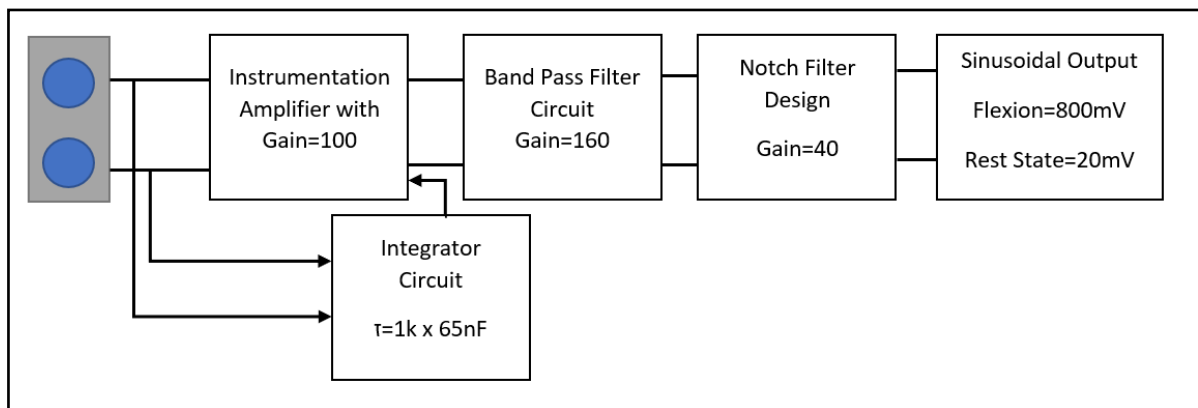 Instrumentation
Amplifier with
Gain=100
Band Pass Filter
Circuit
Gain=160
Notch Filter
Design
Gain=40
Sinusoidal Output
Flexion=800mV
Rest State=20mV
Integrator
Circuit
τ=1k x 65nF